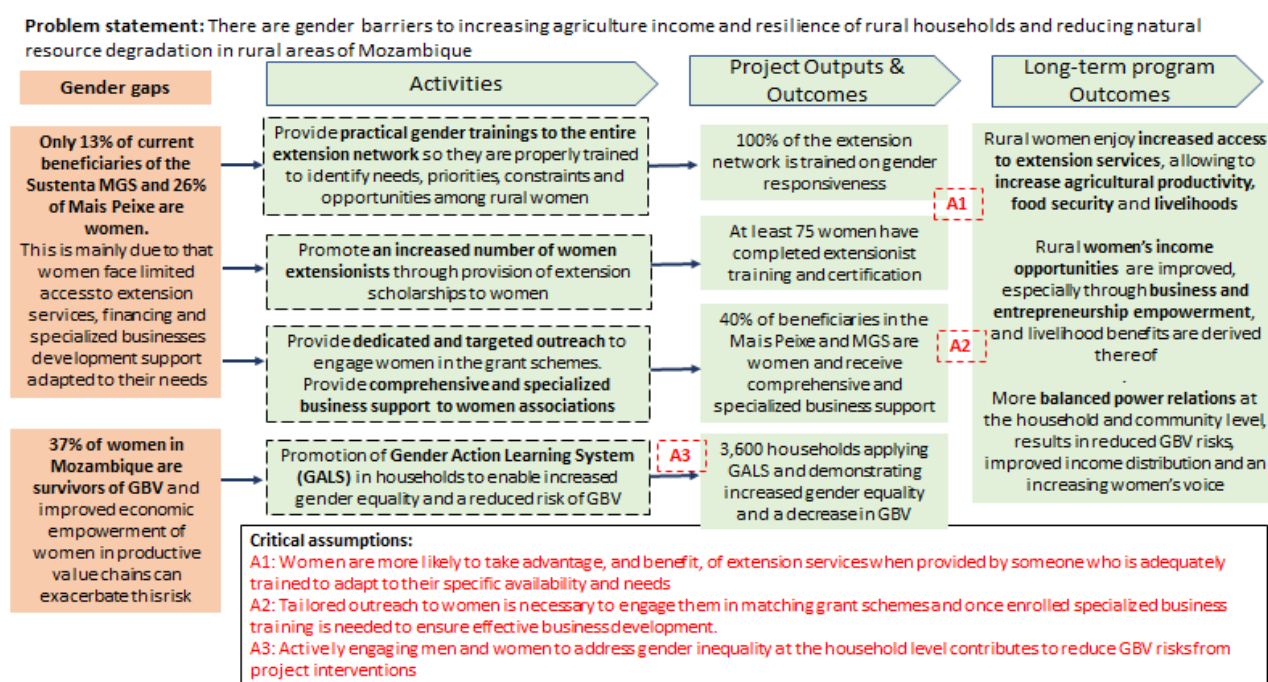 Problem statement: There are gender barriers to increasing agriculture income and resilience of rural households and reducing natural
resource degradation in rural areas of Mozambique
Gender gaps
Activities
Project Outputs &
Outcomes
Long-term program
Outcomes
Only 13% of current
beneficiaries of the
Sustenta MGS and 26%
of Mais Peixe are
women.
This is mainly due to that
women face limited
access to extension
services, financing and
specialized businesses
development support
adapted to their needs
37% of women in
Mozambique are
survivors of GBV and
improved economic
empowerment of
women in productive
value chains can
exacerbate this risk
Provide practical gender trainings to the entire
extension network so they are properly trained
to identify needs, priorities, constraints and
opportunities among rural women
Promote an increased number of women
extensionists through provision of extension
scholarships to women
Provide dedicated and targeted outreach to
engage women in the grant schemes.
Provide comprehensive and specialized
business support to women associations
Promotion of Gender Action Learning System
(GALS) in households to enable increased
gender equality and a reduced risk of GBV
A3
100% of the extension
network is trained on gender
responsiveness
At least 75 women have
completed extensionist
training and certification
40% of beneficiaries in the
Mais Peixe and MGS are
women and receive
comprehensive and
specialized business support
3,600 households applying
GALS and demonstrating
increased gender equality
and a decrease in GBV
A1
A2
Rural women enjoy increased access
to extension services, allowing to
increase agricultural productivity,
food security and livelihoods
Rural women's income
opportunities are improved,
especially through business and
entrepreneurship empowerment,
and livelihood benefits are derived
thereof
.
More balanced power relations at
the household and community level,
results in reduced GBV risks,
improved income distribution and an
increasing women's voice
Critical assumptions:
A1: Women are more likely to take advantage, and benefit, of extension services when provided by someone who is adequately
trained to adapt to their specific availability and needs
A2: Tailored outreach to women is necessary to engage them in matching grant schemes and once enrolled specialized business
training is needed to ensure effective business development.
A3: Actively engaging men and women to address gender inequality at the household level contributes to reduce GBV risks from
project interventions